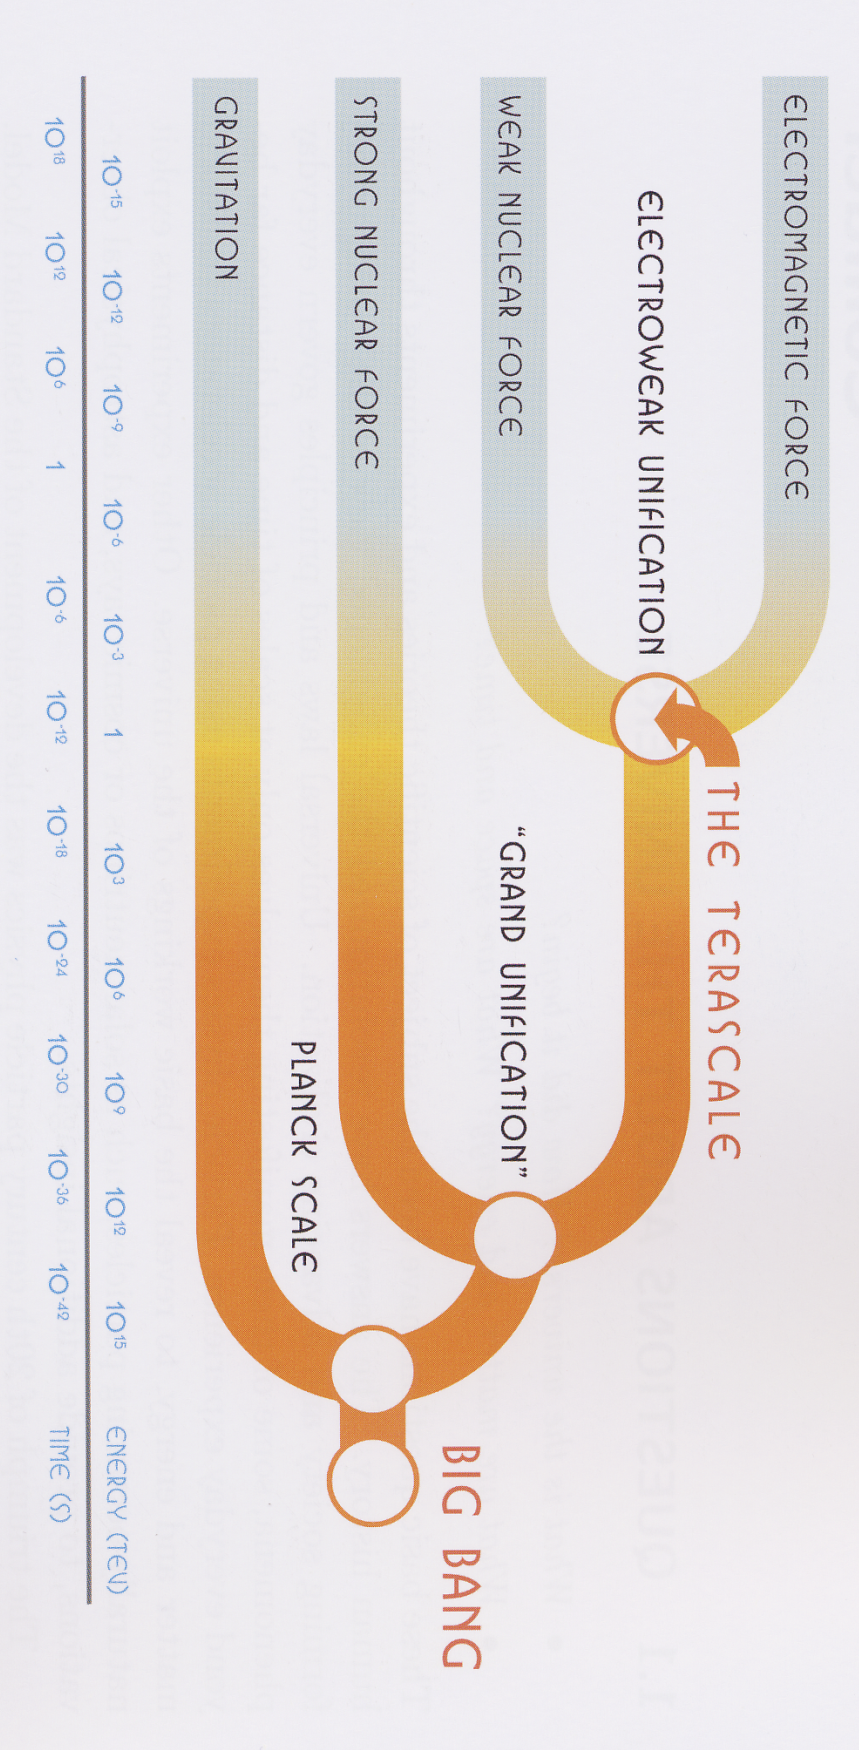 ELECTROMAGNETIC FORCE
ELECTROWEAK UNIFICATION
THE TERASCALE
WEAK NUCLEAR FORCE
"GRAND UNIFICATION"
BIG BANG
STRONG NUCLEAR FORCE
PLANCK SCALE
GRAVITATION
10⁻¹⁵ 10⁻¹² 10⁻⁹ 10⁻⁶ 10⁻³ 1 10³ 10⁶ 10⁹ 10¹² 10¹⁵ ENERGY (TEV)
10¹⁸ 10¹² 10⁶ 1 10⁻⁶ 10⁻¹² 10⁻¹⁸ 10⁻²⁴ 10⁻³⁰ 10⁻³⁶ 10⁻⁴² TIME (S)